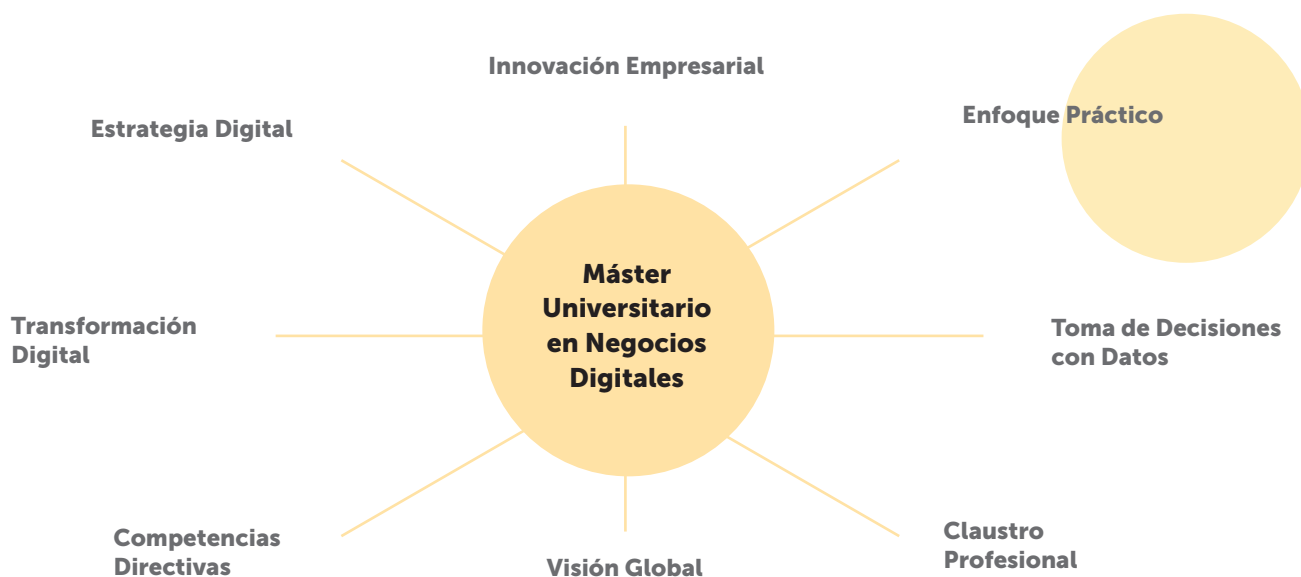 Innovación Empresarial
Enfoque Práctico
Estrategia Digital
Máster
Universitario
en Negocios
Digitales
Transformación
Digital
Toma de Decisiones
con Datos
Competencias
Directivas
Visión Global
Claustro
Profesional